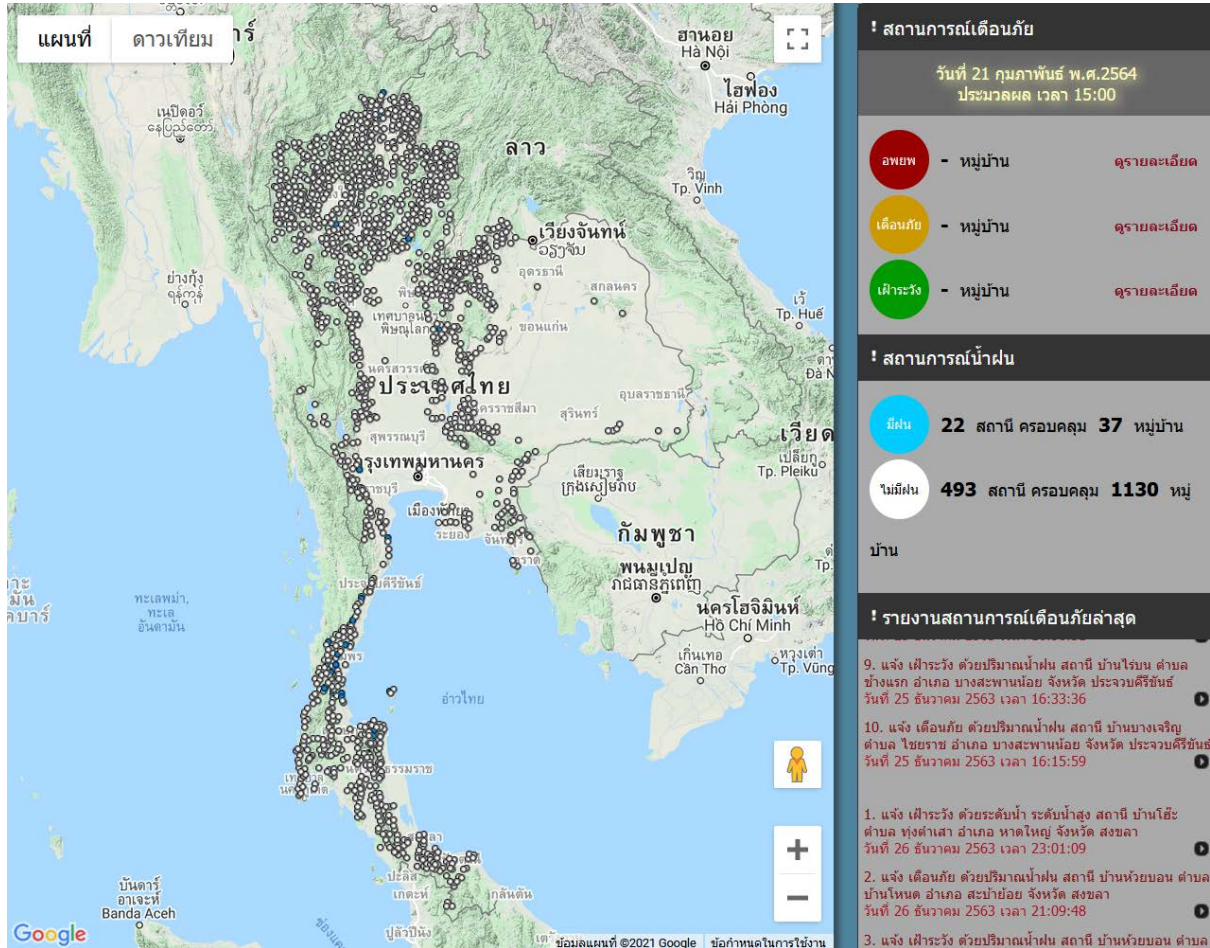 แผนที่
ดาวเทียม
ฮานอย
Hà Nội
ไฮฟอง
Hải Phòng
เนปิดอว์
နေပြည်တော်
ลาว
วิญ
Tp. Vinh
เวียงจันทน์
ວຽງຈັນ
อุดรธานี
สกลนคร
ย่างกุ้ง
ရန်ကုန်
เว้
Tp. Huế
เทศบาลนคร
พิษณุโลก
ขอนแก่น
นครสวรรค์
ประเทศไทย
อุบลราชธานี
สุรินทร์
สุพรรณบุรี
กรุงเทพมหานคร
เสียมราฐ
ក្រុងសៀមរាប
เปล็ยกู
Tp. Pleiku
ระยอง
กัมพูชา
พนมเปญ
រាជធានីភ្នំពេញ
นครโฮจิมินห์
Hồ Chí Minh
ทะเลพม่า,
ทะเล
อันดามัน
เกิ่นเทอ
Cần Thơ
หวุงเต่า
Tp. Vũng
อ่าวไทย
บันดาร์
อาเจะห์
Banda Aceh
ปะลิส
เกดะห์
กลันตัน
ปูเลาปีนัง
Google
ข้อมูลแผนที่ ©2021 Google
ข้อกำหนดในการใช้งาน
! สถานการณ์เตือนภัย
วันที่ 21 กุมภาพันธ์ พ.ศ.2564
ประมวลผล เวลา 15:00
อพยพ - หมู่บ้าน ดูรายละเอียด
เตือนภัย - หมู่บ้าน ดูรายละเอียด
เฝ้าระวัง - หมู่บ้าน ดูรายละเอียด
! สถานการณ์น้ำฝน
มีฝน 22 สถานี ครอบคลุม 37 หมู่บ้าน
ไม่มีฝน 493 สถานี ครอบคลุม 1130 หมู่
บ้าน
! รายงานสถานการณ์เตือนภัยล่าสุด
9. แจ้ง เฝ้าระวัง ด้วยปริมาณน้ำฝน สถานี บ้านไร่บน ตำบล
ช้างแรก อำเภอ บางสะพานน้อย จังหวัด ประจวบคีรีขันธ์
วันที่ 25 ธันวาคม 2563 เวลา 16:33:36
10. แจ้ง เตือนภัย ด้วยปริมาณน้ำฝน สถานี บ้านบางเจริญ
ตำบล ไชยราช อำเภอ บางสะพานน้อย จังหวัด ประจวบคีรีขันธ์
วันที่ 25 ธันวาคม 2563 เวลา 16:15:59
1. แจ้ง เฝ้าระวัง ด้วยระดับน้ำ ระดับน้ำสูง สถานี บ้านโฮ๊ะ
ตำบล ทุ่งตำเสา อำเภอ หาดใหญ่ จังหวัด สงขลา
วันที่ 26 ธันวาคม 2563 เวลา 23:01:09
2. แจ้ง เตือนภัย ด้วยปริมาณน้ำฝน สถานี บ้านห้วยบอน ตำบล
บ้านโหนด อำเภอ สะบ้าย้อย จังหวัด สงขลา
วันที่ 26 ธันวาคม 2563 เวลา 21:09:48
3. แจ้ง เฝ้าระวัง ด้วยปริมาณน้ำฝน สถานี บ้านห้วยบอน ตำบล